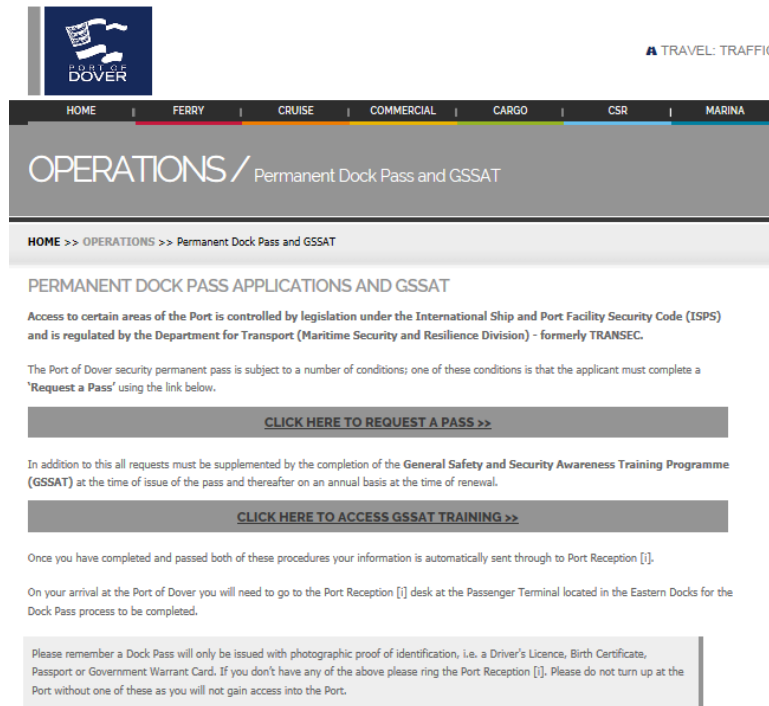 PORT OF
DOVER
TRAVEL: TRAFFIC
HOME | FERRY | CRUISE | COMMERCIAL | CARGO | CSR | MARINA
OPERATIONS / Permanent Dock Pass and GSSAT
HOME >> OPERATIONS >> Permanent Dock Pass and GSSAT
PERMANENT DOCK PASS APPLICATIONS AND GSSAT
Access to certain areas of the Port is controlled by legislation under the International Ship and Port Facility Security Code (ISPS)
and is regulated by the Department for Transport (Maritime Security and Resilience Division) - formerly TRANSEC.
The Port of Dover security permanent pass is subject to a number of conditions; one of these conditions is that the applicant must complete a
'Request a Pass' using the link below.
CLICK HERE TO REQUEST A PASS >>
In addition to this all requests must be supplemented by the completion of the General Safety and Security Awareness Training Programme
(GSSAT) at the time of issue of the pass and thereafter on an annual basis at the time of renewal.
CLICK HERE TO ACCESS GSSAT TRAINING >>
Once you have completed and passed both of these procedures your information is automatically sent through to Port Reception [i].
On your arrival at the Port of Dover you will need to go to the Port Reception [i] desk at the Passenger Terminal located in the Eastern Docks for the
Dock Pass process to be completed.
Please remember a Dock Pass will only be issued with photographic proof of identification, i.e. a Driver's Licence, Birth Certificate,
Passport or Government Warrant Card. If you don't have any of the above please ring the Port Reception [i]. Please do not turn up at the
Port without one of these as you will not gain access into the Port.